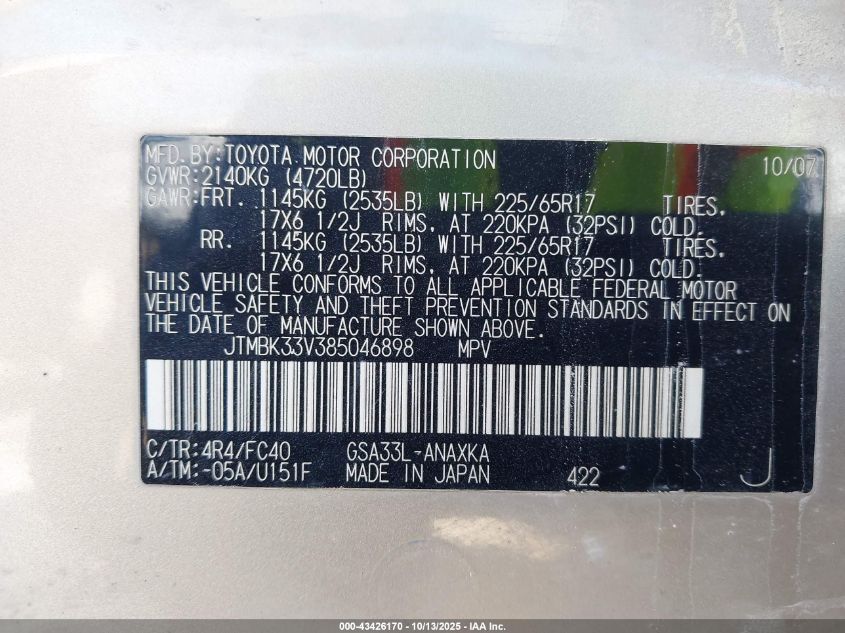 MFD. BY: TOYOTA MOTOR CORPORATION 10/07
GVWR: 2140KG (4720LB)
GAWR: FRT. 1145KG (2535LB) WITH 225/65R17 TIRES,
17X6 1/2J RIMS, AT 220KPA (32PSI) COLD.
RR. 1145KG (2535LB) WITH 225/65R17 TIRES,
17X6 1/2J RIMS, AT 220KPA (32PSI) COLD.
THIS VEHICLE CONFORMS TO ALL APPLICABLE FEDERAL MOTOR
VEHICLE SAFETY AND THEFT PREVENTION STANDARDS IN EFFECT ON
THE DATE OF MANUFACTURE SHOWN ABOVE.
JTMBK33V385046898 MPV
C/TR: 4R4/FC40 GSA33L-ANAXKA
A/TM: -05A/U151F MADE IN JAPAN 422 J
000-43426170 | 10/13/2025 - IAA Inc.